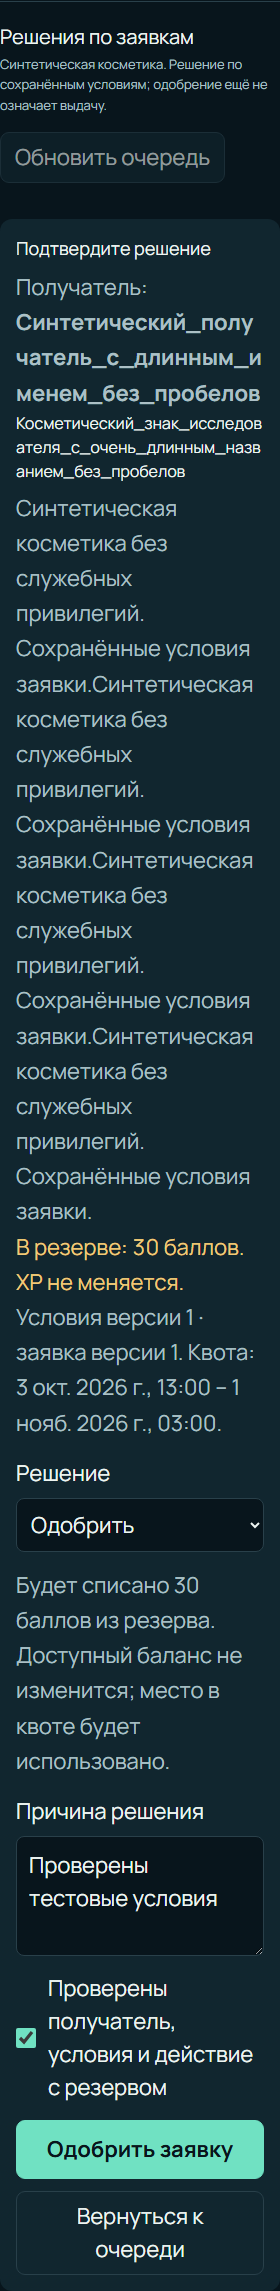 Решения по заявкам
Синтетическая косметика. Решение по
сохранённым условиям; одобрение ещё не
означает выдачу.
Обновить очередь
Подтвердите решение
Получатель:
Синтетический_полу
чатель_с_длинным_и
менем_без_пробелов
Косметический_знак_исследов
ателя_с_очень_длинным_назв
анием_без_пробелов
Синтетическая
косметика без
служебных
привилегий.
Сохранённые условия
заявки.Синтетическая
косметика без
служебных
привилегий.
Сохранённые условия
заявки.Синтетическая
косметика без
служебных
привилегий.
Сохранённые условия
заявки.Синтетическая
косметика без
служебных
привилегий.
Сохранённые условия
заявки.
В резерве: 30 баллов.
XP не меняется.
Условия версии 1 ·
заявка версии 1. Квота:
3 окт. 2026 г., 13:00 – 1
нояб. 2026 г., 03:00.
Решение
Одобрить
Будет списано 30
баллов из резерва.
Доступный баланс не
изменится; место в
квоте будет
использовано.
Причина решения
Проверены
тестовые условия
Проверены
получатель,
условия и действие
с резервом
Одобрить заявку
Вернуться к
очереди